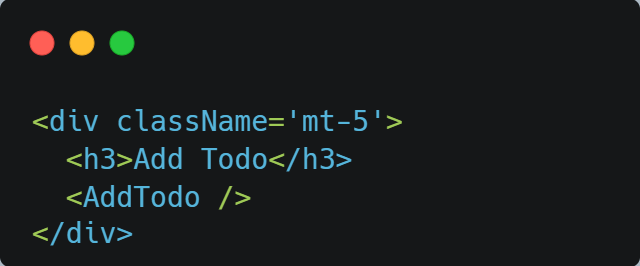 <div className='mt-5'>
  <h3>Add Todo</h3>
  <AddTodo />
</div>